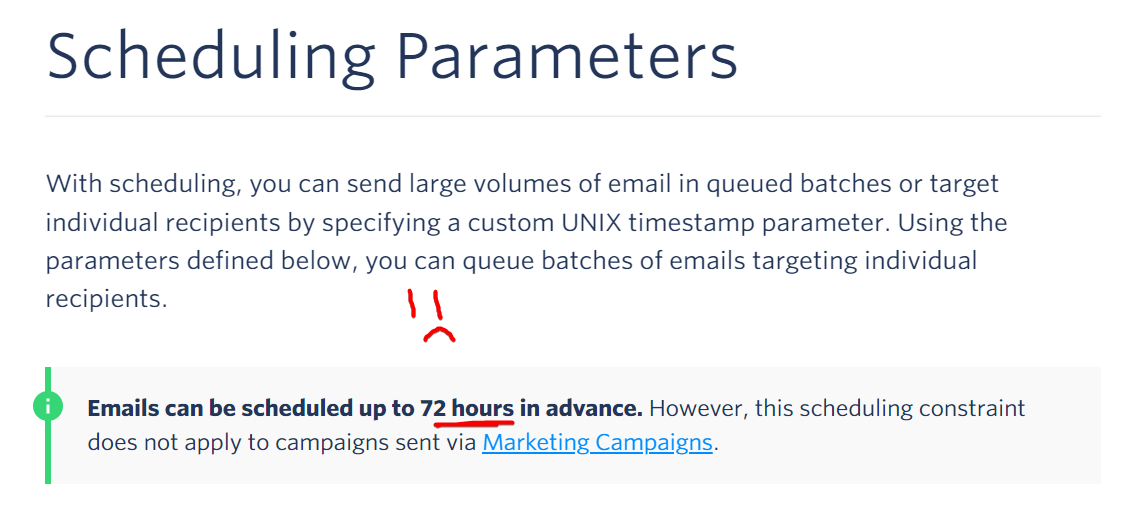 Scheduling Parameters
With scheduling, you can send large volumes of email in queued batches or target
individual recipients by specifying a custom UNIX timestamp parameter. Using the
parameters defined below, you can queue batches of emails targeting individual
recipients.
Emails can be scheduled up to 72 hours in advance. However, this scheduling constraint
does not apply to campaigns sent via Marketing Campaigns.